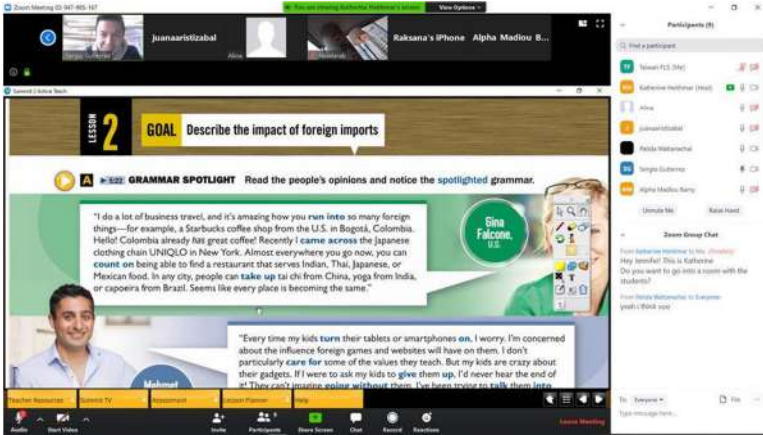 Zoom Meeting ID: 947-905-167
You are viewing Katherine Heithmar's screen
View Options
Sergio Gutierrez
juanaaristizabal
Alina
Raksana's iPhone
Alpha Madiou B...
Summit 1 Active Teach
LESSON 2
GOAL Describe the impact of foreign imports
A 5:22 GRAMMAR SPOTLIGHT Read the people's opinions and notice the spotlighted grammar.
"I do a lot of business travel, and it's amazing how you run into so many foreign
things—for example, a Starbucks coffee shop from the U.S. in Bogotá, Colombia.
Hello! Colombia already has great coffee! Recently I came across the Japanese
clothing chain UNIQLO in New York. Almost everywhere you go now, you can
count on being able to find a restaurant that serves Indian, Thai, Japanese, or
Mexican food. In any city, people can take up tai chi from China, yoga from India,
or capoeira from Brazil. Seems like every place is becoming the same."
Gina
Falcone,
U.S.
"Every time my kids turn their tablets or smartphones on, I worry. I'm concerned
about the influence foreign games and websites will have on them. I don't
particularly care for some of the values they teach. But my kids are crazy about
their gadgets. If I were to ask my kids to give them up, I'd never hear the end of
it! They can't imagine going without them. I've been trying to talk them into
Mehmet
Teacher Resources
Summit TV
Assessment
Lesson Planner
Help
Audio
Start Video
Invite
Participants
Share Screen
Chat
Record
Reactions
Leave Meeting
Participants (9)
Find a participant
Katherine Heithmar (Host)
Alina
juanaaristizabal
Sergio Gutierrez
Alpha Madiou Barry
Unmute Me
Raise Hand
Zoom Group Chat
Hey Jennifer! This is Katherine
Do you want to go into a room with the
students?
yeah i think soo
To: Everyone
File
Type message here...